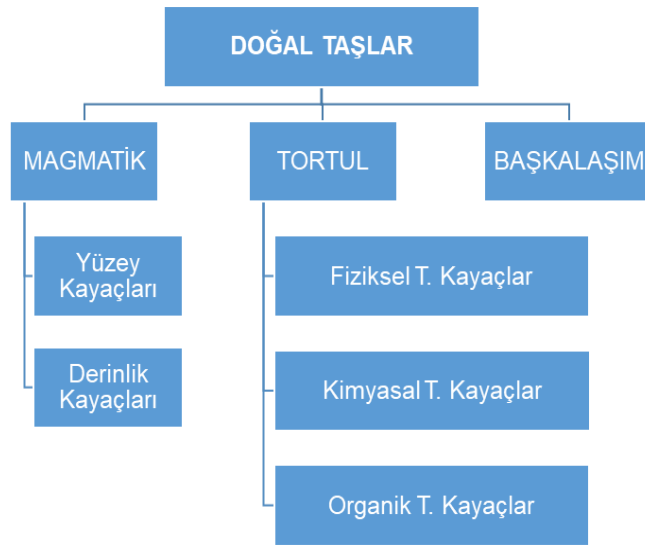 DOĞAL TAŞLAR
MAGMATİK
TORTUL
BAŞKALAŞIM
Yüzey
Kayaçları
Derinlik
Kayaçları
Fiziksel T. Kayaçlar
Kimyasal T. Kayaçlar
Organik T. Kayaçlar